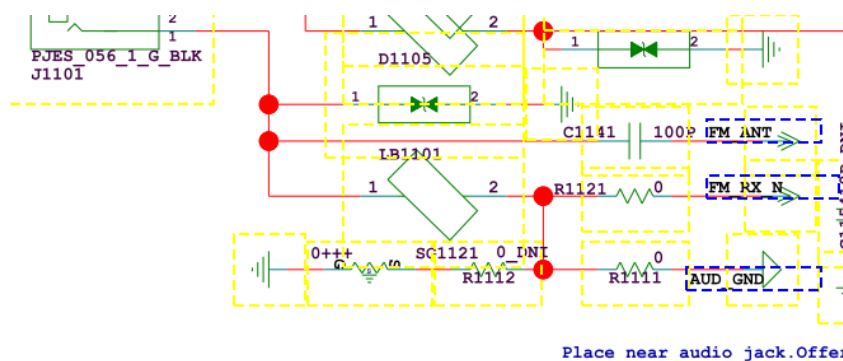 2
1
PJES_056_1_G_BLK
J1101
1 2
D1105
1 2
1 2
C1141 100P FM_ANT
LB1101
1 2
R1121 0 FM_RX_N
0+++ G S SG1121 0_DNI
R1112
0
R1111 AUD_GND
Place near audio jack.Offer